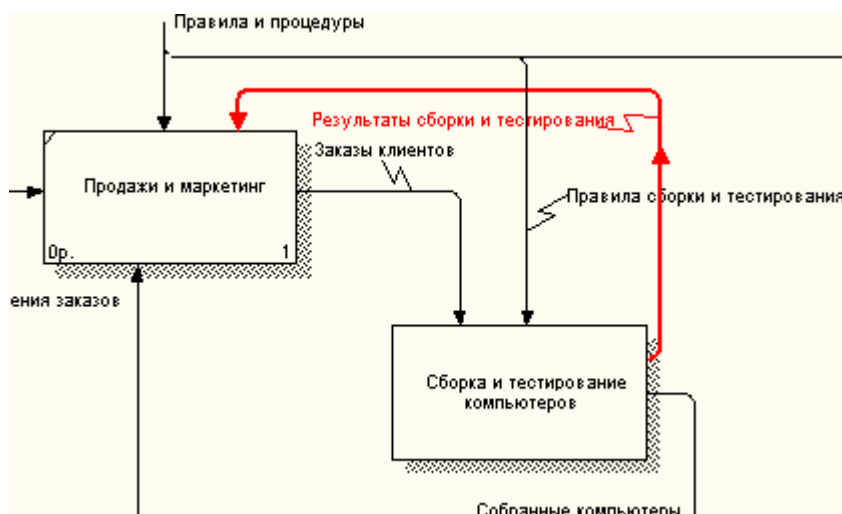 Правила и процедуры
Результаты сборки и тестирования
Заказы клиентов
Продажи и маркетинг
Правила сборки и тестирования
0р.
1
ения заказов
Сборка и тестирование
компьютеров
Собранные компьютеры